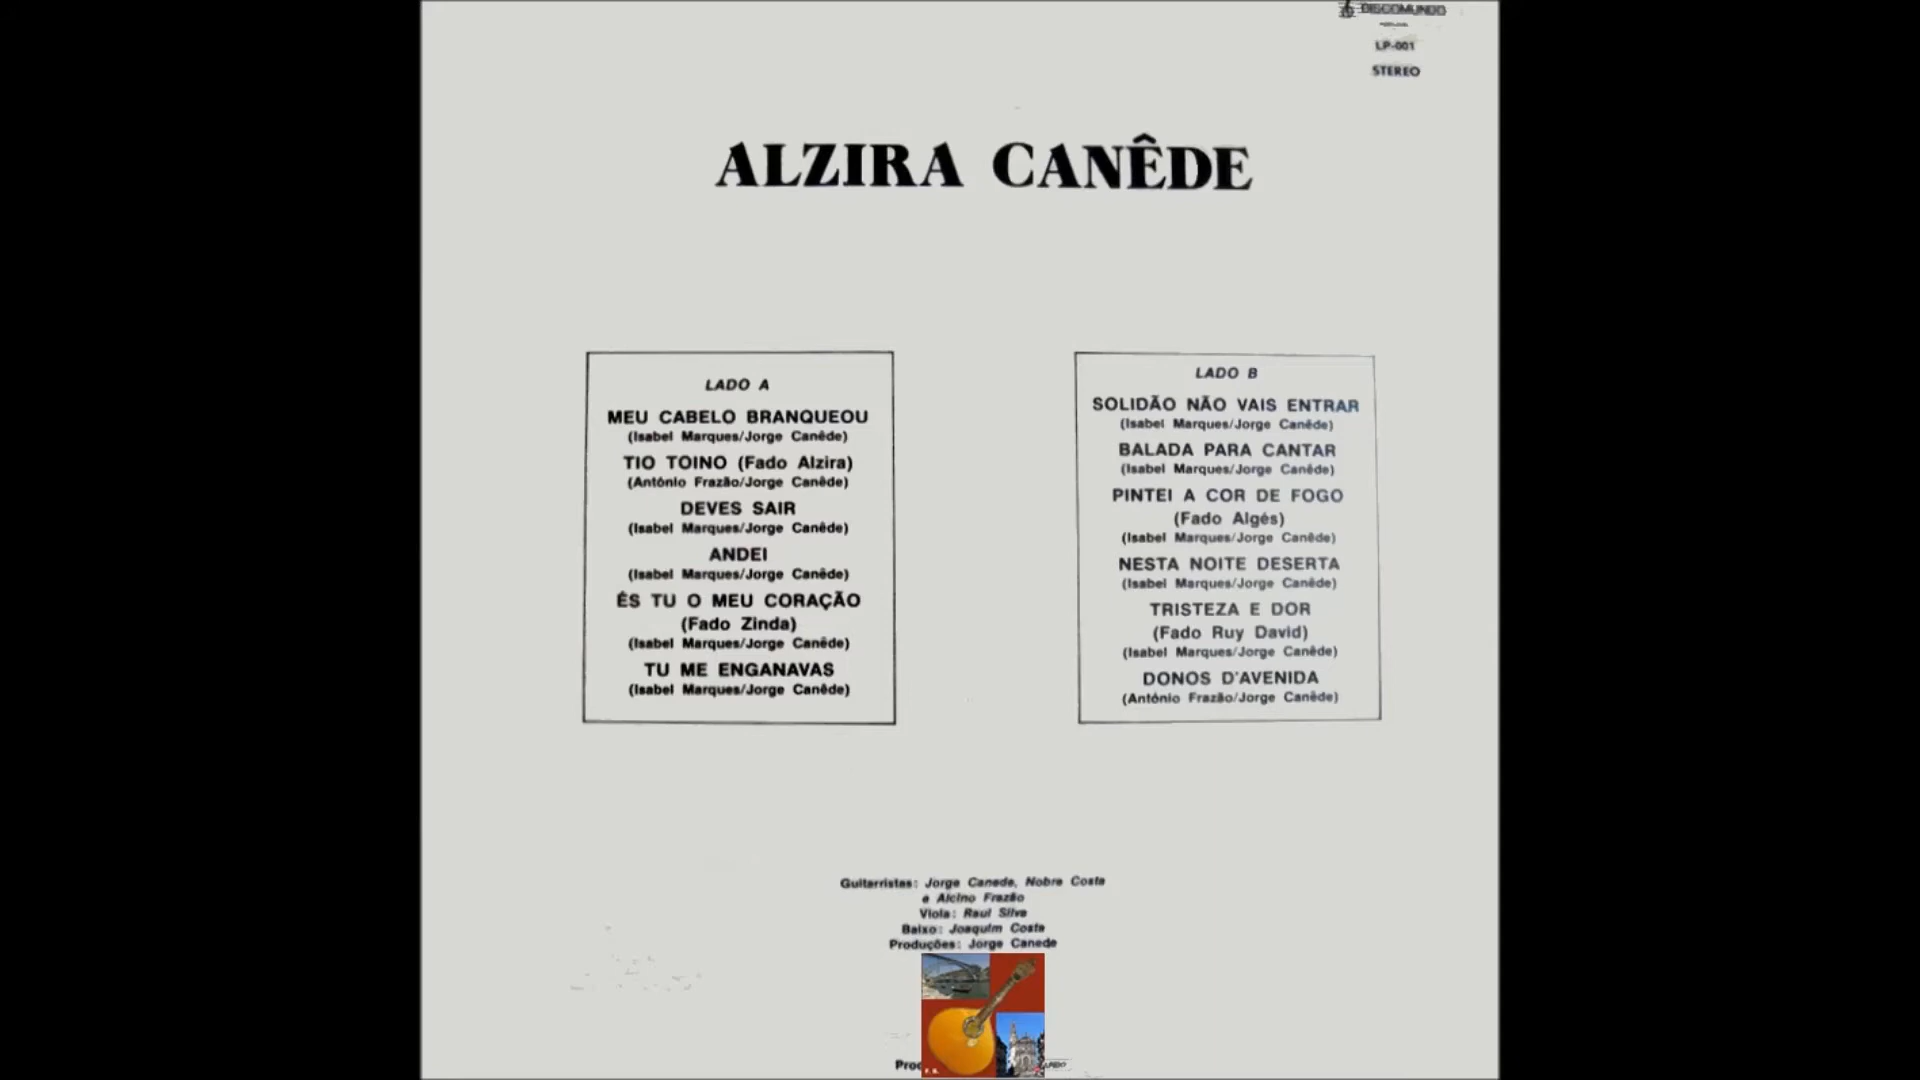 DISCOMUNDO
LP-001
STEREO
ALZIRA CANÊDE
LADO A
MEU CABELO BRANQUEOU
(Isabel Marques/Jorge Canêde)
TIO TOINO (Fado Alzira)
(António Frazão/Jorge Canêde)
DEVES SAIR
(Isabel Marques/Jorge Canêde)
ANDEI
(Isabel Marques/Jorge Canêde)
ÉS TU O MEU CORAÇÃO
(Fado Zinda)
(Isabel Marques/Jorge Canêde)
TU ME ENGANAVAS
(Isabel Marques/Jorge Canêde)
LADO B
SOLIDÃO NÃO VAIS ENTRAR
(Isabel Marques/Jorge Canêde)
BALADA PARA CANTAR
(Isabel Marques/Jorge Canêde)
PINTEI A COR DE FOGO
(Fado Algés)
(Isabel Marques/Jorge Canêde)
NESTA NOITE DESERTA
(Isabel Marques/Jorge Canêde)
TRISTEZA E DOR
(Fado Ruy David)
(Isabel Marques/Jorge Canêde)
DONOS D'AVENIDA
(António Frazão/Jorge Canêde)
Guitarristas: Jorge Canede, Nobre Costa
e Alcino Frazão
Viola: Raul Silva
Baixo: Joaquim Costa
Produções: Jorge Canede